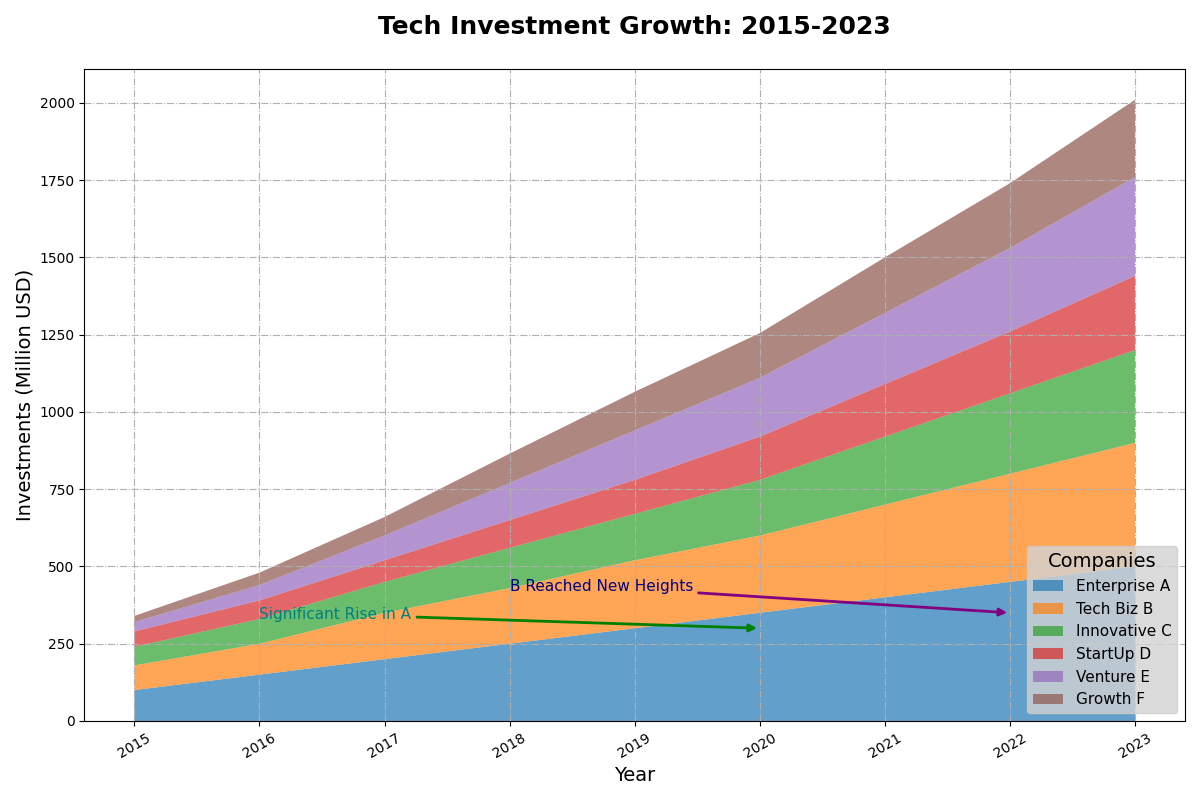 Tech Investment Growth: 2015-2023
Investments (Million USD)
2000
1750
1500
1250
1000
750
500
250
0
B Reached New Heights
Significant Rise in A
Companies
Enterprise A
Tech Biz B
Innovative C
StartUp D
Venture E
Growth F
2015 2016 2017 2018 2019 2020 2021 2022 2023
Year